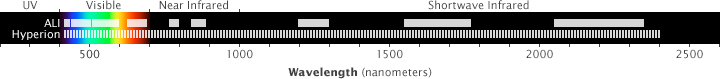 UV Visible Near Infrared Shortwave Infrared
ALI
Hyperion
500 1000 1500 2000 2500
Wavelength (nanometers)